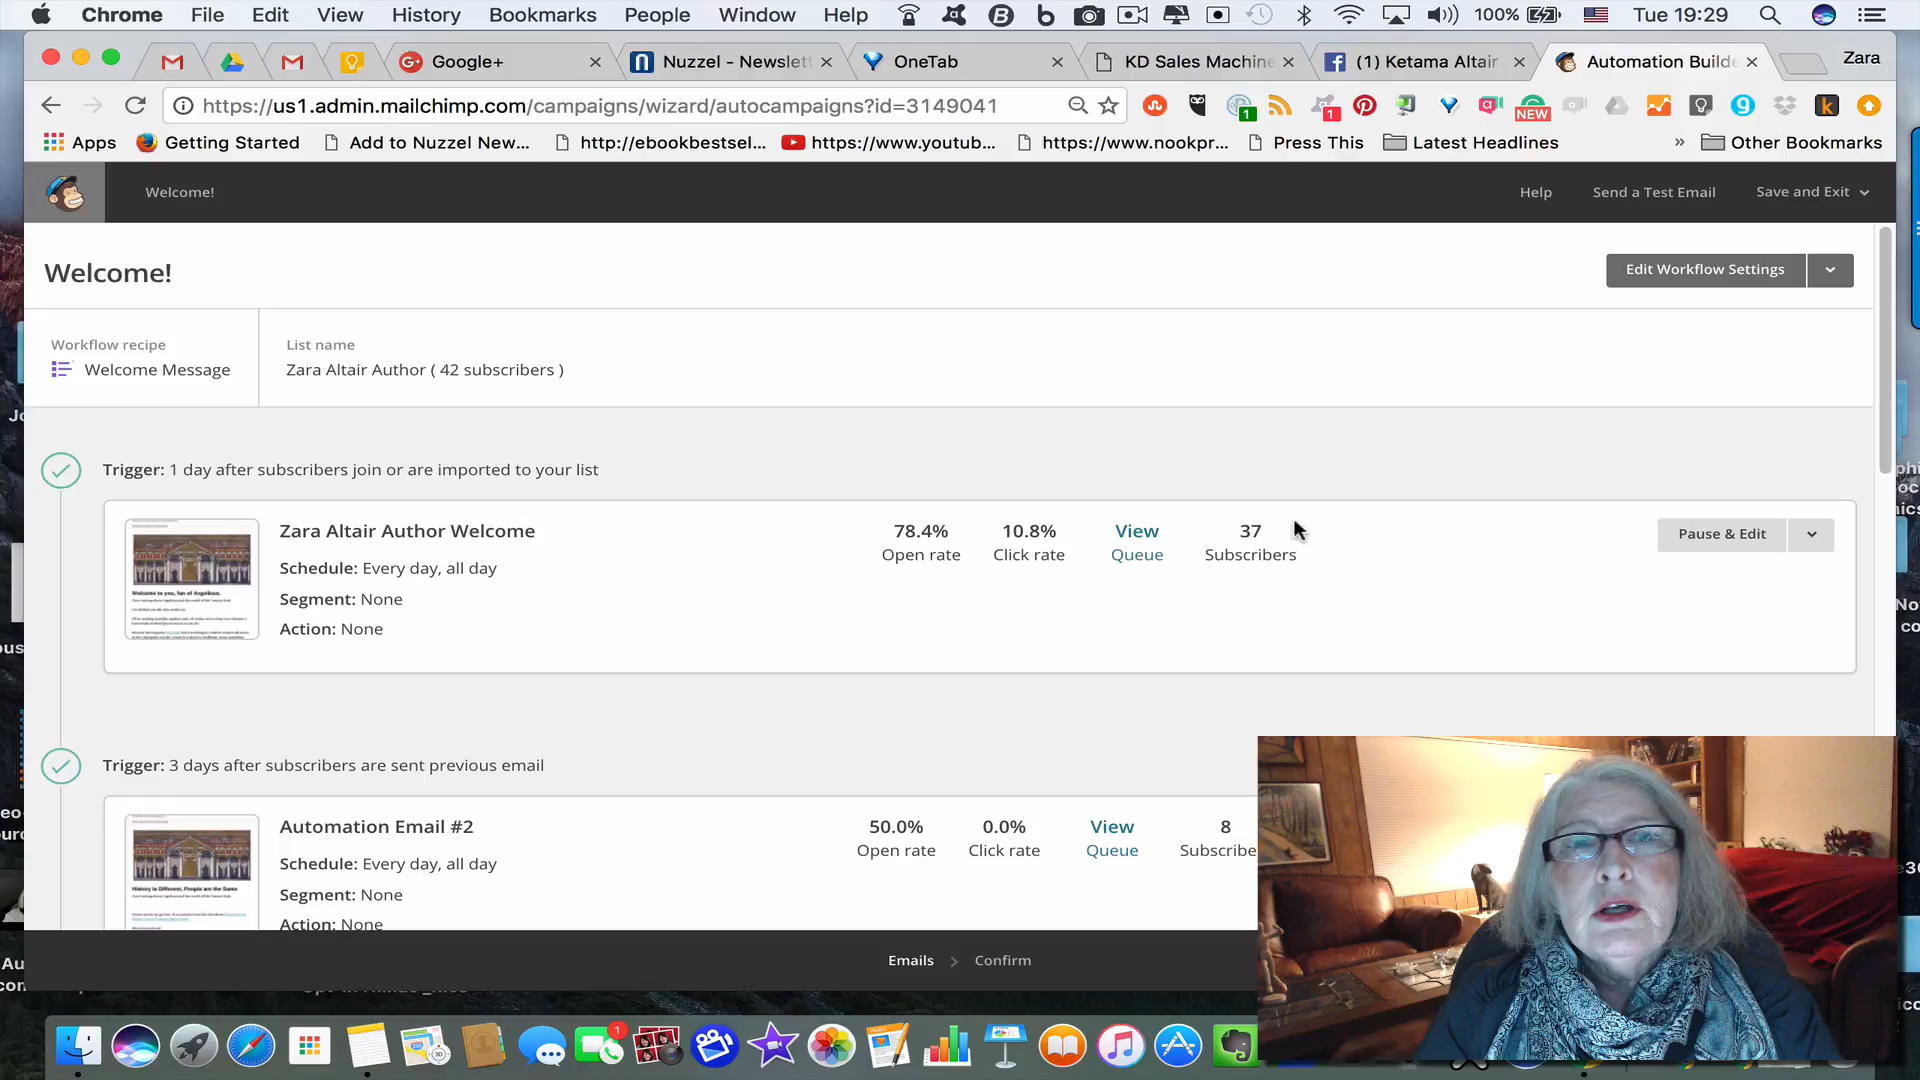 Chrome File Edit View History Bookmarks People Window Help 100% Tue 19:29
Google+ Nuzzel - Newslett OneTab KD Sales Machine (1) Ketama Altair Automation Builde Zara
https://us1.admin.mailchimp.com/campaigns/wizard/autocampaigns?id=3149041 1 1 NEW
Apps Getting Started Add to Nuzzel New... http://ebookbestsel... https://www.youtub... https://www.nookpr... Press This Latest Headlines » Other Bookmarks
Welcome! Help Send a Test Email Save and Exit
Welcome! Edit Workflow Settings
Workflow recipe List name
Welcome Message Zara Altair Author ( 42 subscribers )
Trigger: 1 day after subscribers join or are imported to your list
Zara Altair Author Welcome 78.4% 10.8% View 37 Pause & Edit
Open rate Click rate Queue Subscribers
Schedule: Every day, all day
Segment: None
Action: None
Trigger: 3 days after subscribers are sent previous email
Automation Email #2 50.0% 0.0% View 8
Open rate Click rate Queue Subscribe
Schedule: Every day, all day
Segment: None
Action: None
Emails > Confirm
1